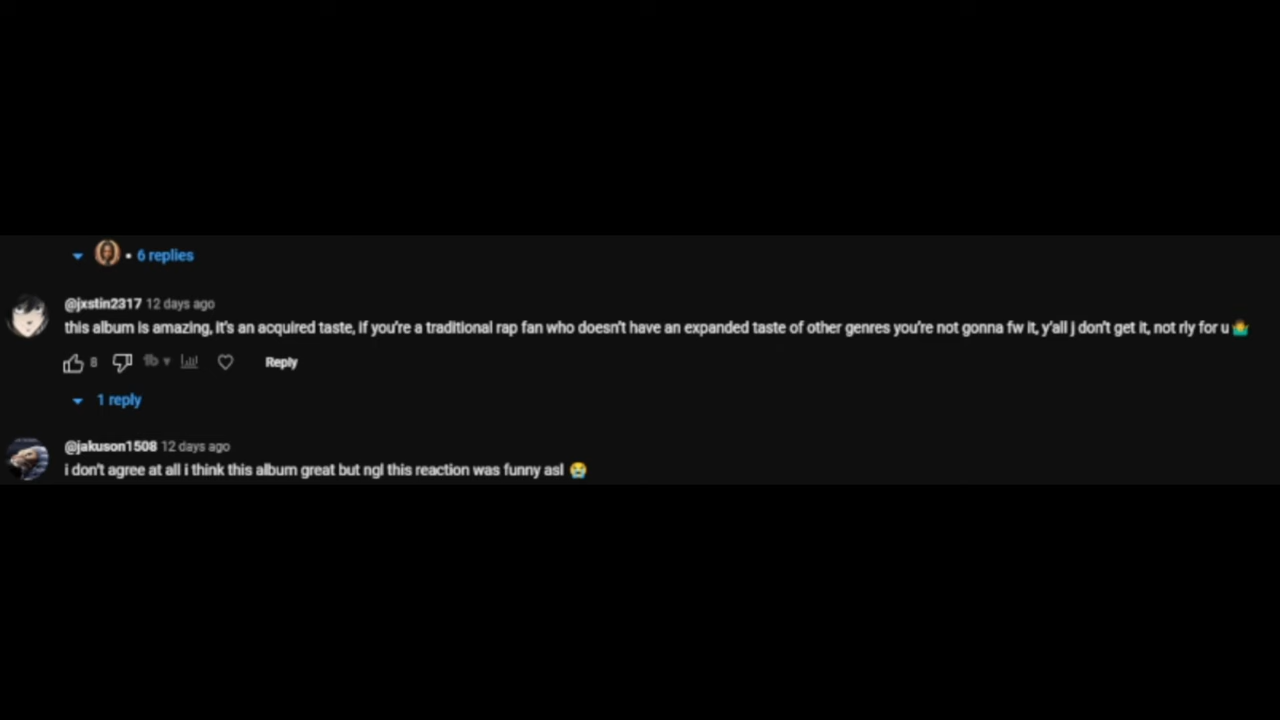 • 6 replies
@jxstin2317 12 days ago
this album is amazing, it's an acquired taste, if you're a traditional rap fan who doesn't have an expanded taste of other genres you're not gonna fw it, y'all j don't get it, not rly for u 🤷‍♂️
8 Reply
1 reply
@jakuson1508 12 days ago
i don't agree at all i think this album great but ngl this reaction was funny asl 😭